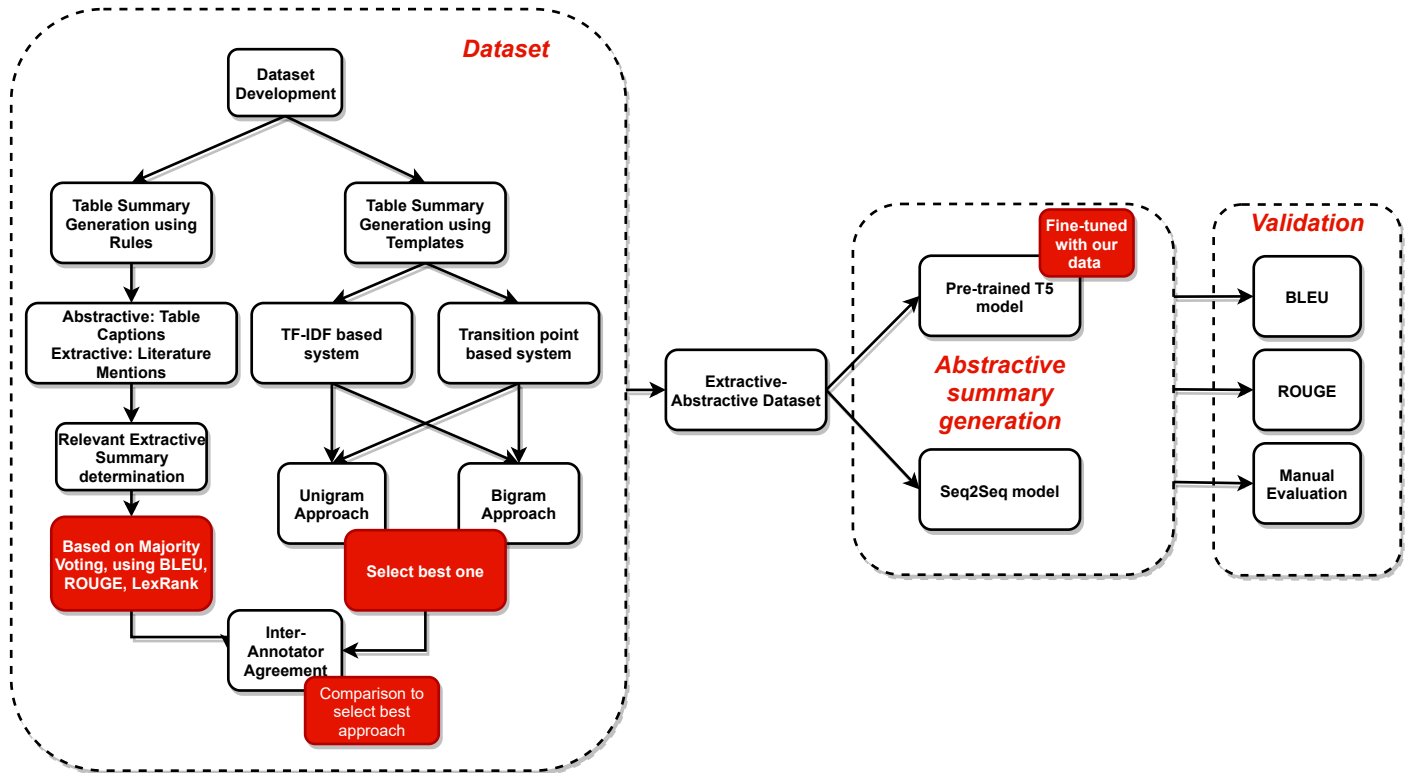 Dataset
Dataset
Development
Table Summary
Generation using
Rules
Table Summary
Generation using
Templates
Abstractive: Table
Captions
Extractive: Literature
Mentions
TF-IDF based
system
Transition point
based system
Relevant Extractive
Summary
determination
Unigram
Approach
Bigram
Approach
Based on Majority
Voting, using BLEU,
ROUGE, LexRank
Select best one
Inter-
Annotator
Agreement
Comparison to
select best
approach
Extractive-
Abstractive Dataset
Fine-tuned
with our
data
Pre-trained T5
model
Abstractive
summary
generation
Seq2Seq model
Validation
BLEU
ROUGE
Manual
Evaluation